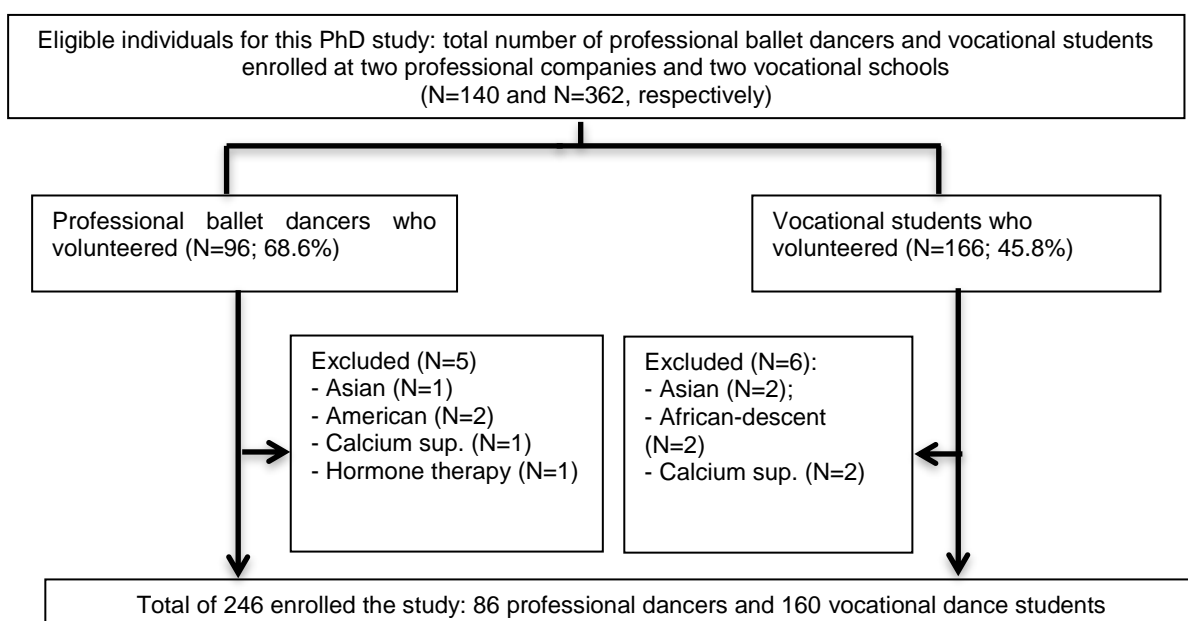 Eligible individuals for this PhD study: total number of professional ballet dancers and vocational students
enrolled at two professional companies and two vocational schools
(N=140 and N=362, respectively)
Professional ballet dancers who
volunteered (N=96; 68.6%)
Vocational students who
volunteered (N=166; 45.8%)
Excluded (N=5)
- Asian (N=1)
- American (N=2)
- Calcium sup. (N=1)
- Hormone therapy (N=1)
Excluded (N=6):
- Asian (N=2);
- African-descent
(N=2)
- Calcium sup. (N=2)
Total of 246 enrolled the study: 86 professional dancers and 160 vocational dance students